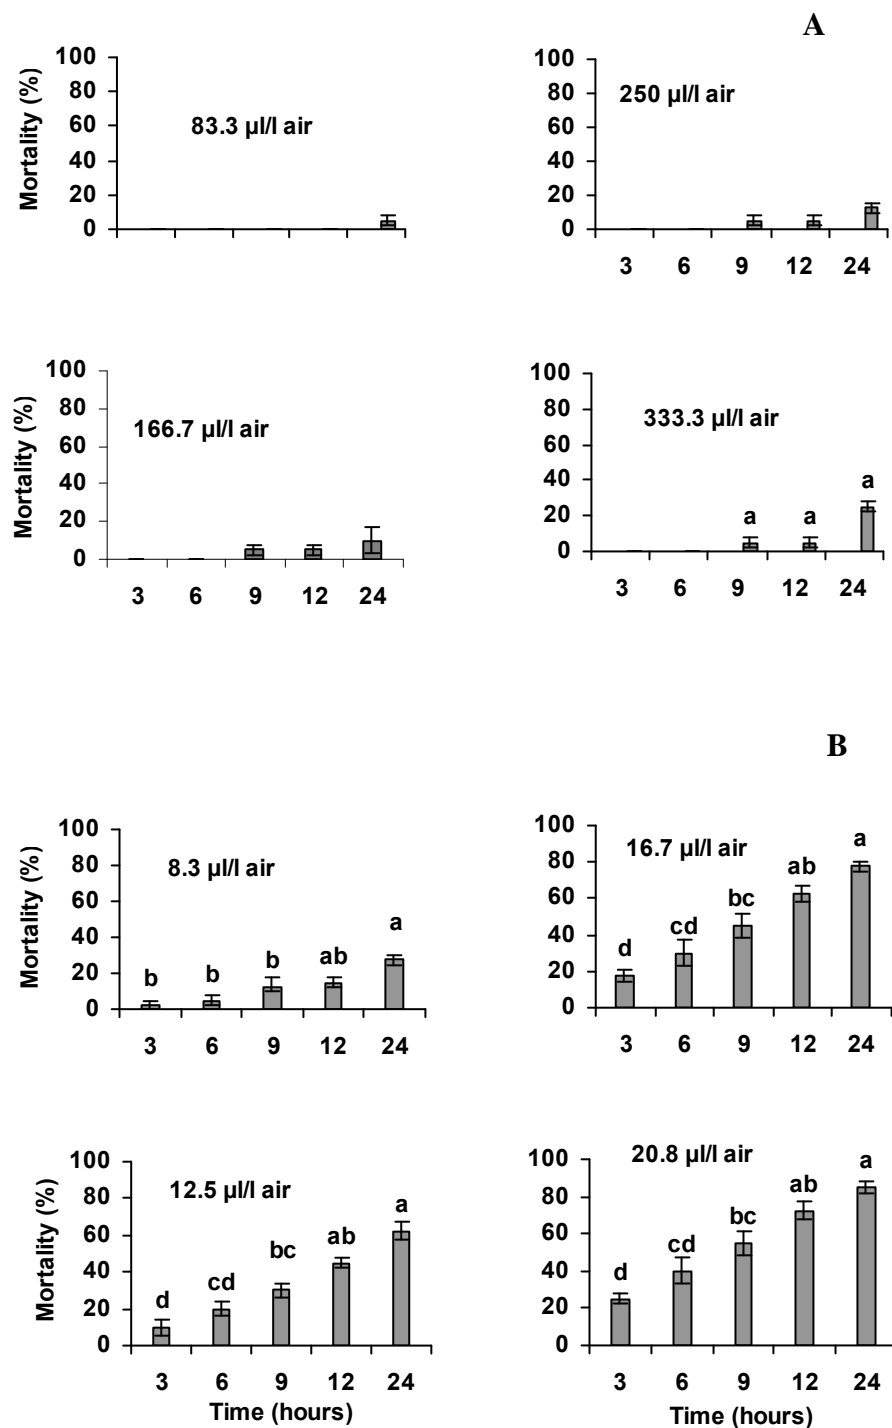 A
100
80
60
40
20
0
Mortality (%)
83.3 µl/l air
100
80
60
40
20
0
250 µl/l air
3 6 9 12 24
100
80
60
40
20
0
Mortality (%)
166.7 µl/l air
3 6 9 12 24
100
80
60
40
20
0
333.3 µl/l air
a a a
3 6 9 12 24
B
100
80
60
40
20
0
Mortality (%)
8.3 µl/l air
b b b ab a
3 6 9 12 24
100
80
60
40
20
0
16.7 µl/l air
d cd bc ab a
3 6 9 12 24
100
80
60
40
20
0
Mortality (%)
12.5 µl/l air
d cd bc ab a
3 6 9 12 24
Time (hours)
100
80
60
40
20
0
20.8 µl/l air
d cd bc ab a
3 6 9 12 24
Time (hours)